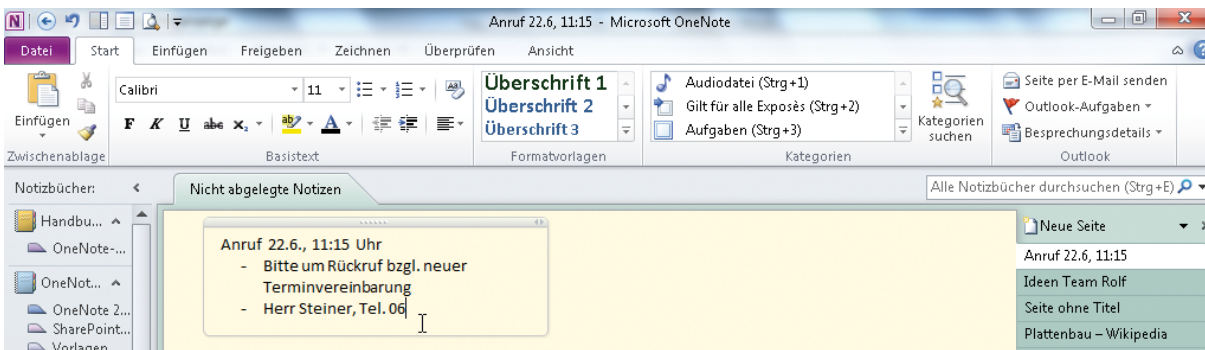 Anruf 22.6, 11:15 - Microsoft OneNote
Datei Start Einfügen Freigeben Zeichnen Überprüfen Ansicht
Einfügen
Zwischenablage
Calibri 11
F K U abe x₂ ab A
Basistext
Überschrift 1
Überschrift 2
Überschrift 3
Formatvorlagen
Audiodatei (Strg+1)
Gilt für alle Exposès (Strg+2)
Aufgaben (Strg+3)
Kategorien
Kategorien
suchen
Seite per E-Mail senden
Outlook-Aufgaben
Besprechungsdetails
Outlook
Notizbücher:
Nicht abgelegte Notizen
Alle Notizbücher durchsuchen (Strg+E)
Handbu...
OneNote-...
OneNot...
OneNote 2...
SharePoint...
Vorlagen
Anruf 22.6., 11:15 Uhr
- Bitte um Rückruf bzgl. neuer
Terminvereinbarung
- Herr Steiner, Tel. 06
Neue Seite
Anruf 22.6, 11:15
Ideen Team Rolf
Seite ohne Titel
Plattenbau – Wikipedia